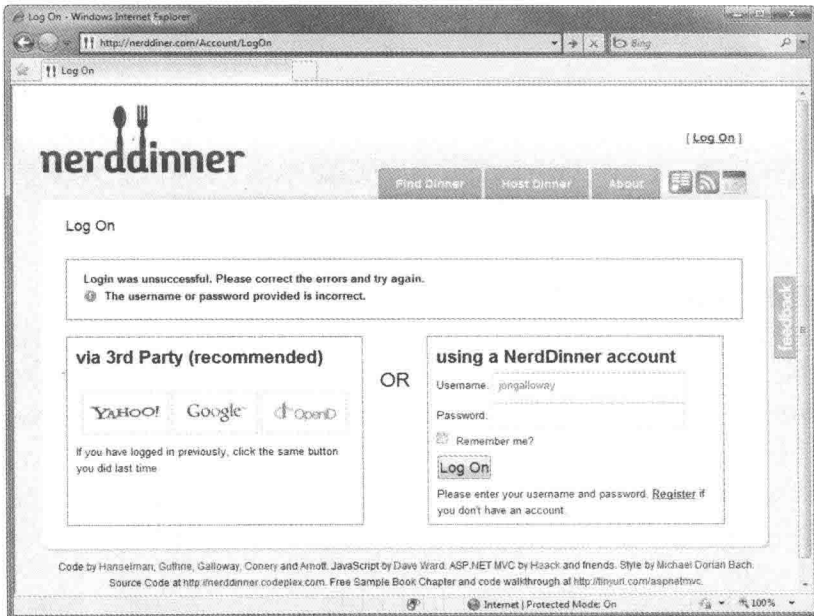 Log On - Windows Internet Explorer
http://nerddiner.com/Account/LogOn
Bing
Log On
nerddinner
[ Log On ]
Find Dinner
Host Dinner
About
Log On
Login was unsuccessful. Please correct the errors and try again.
The username or password provided is incorrect.
feedback
via 3rd Party (recommended)
YAHOO!
Google
OpenID
If you have logged in previously, click the same button
you did last time
OR
using a NerdDinner account
Username:
jongalloway
Password:
Remember me?
Log On
Please enter your username and password. Register if
you don't have an account.
Code by Hanselman, Guthrie, Galloway, Conery and Arnott. JavaScript by Dave Ward. ASP.NET MVC by Haack and friends. Style by Michael Dorian Bach.
Source Code at http://nerddinner.codeplex.com. Free Sample Book Chapter and code walkthrough at http://tinyurl.com/aspnetmvc.
Internet | Protected Mode: On
100%